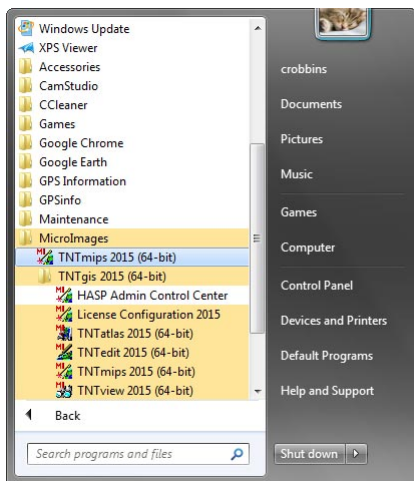 Windows Update
XPS Viewer
Accessories
CamStudio
CCleaner
Games
Google Chrome
Google Earth
GPS Information
GPSinfo
Maintenance
MicroImages
TNTmips 2015 (64-bit)
TNTgis 2015 (64-bit)
HASP Admin Control Center
License Configuration 2015
TNTatlas 2015 (64-bit)
TNTedit 2015 (64-bit)
TNTmips 2015 (64-bit)
TNTview 2015 (64-bit)
Back
Search programs and files
crobbins
Documents
Pictures
Music
Games
Computer
Control Panel
Devices and Printers
Default Programs
Help and Support
Shut down